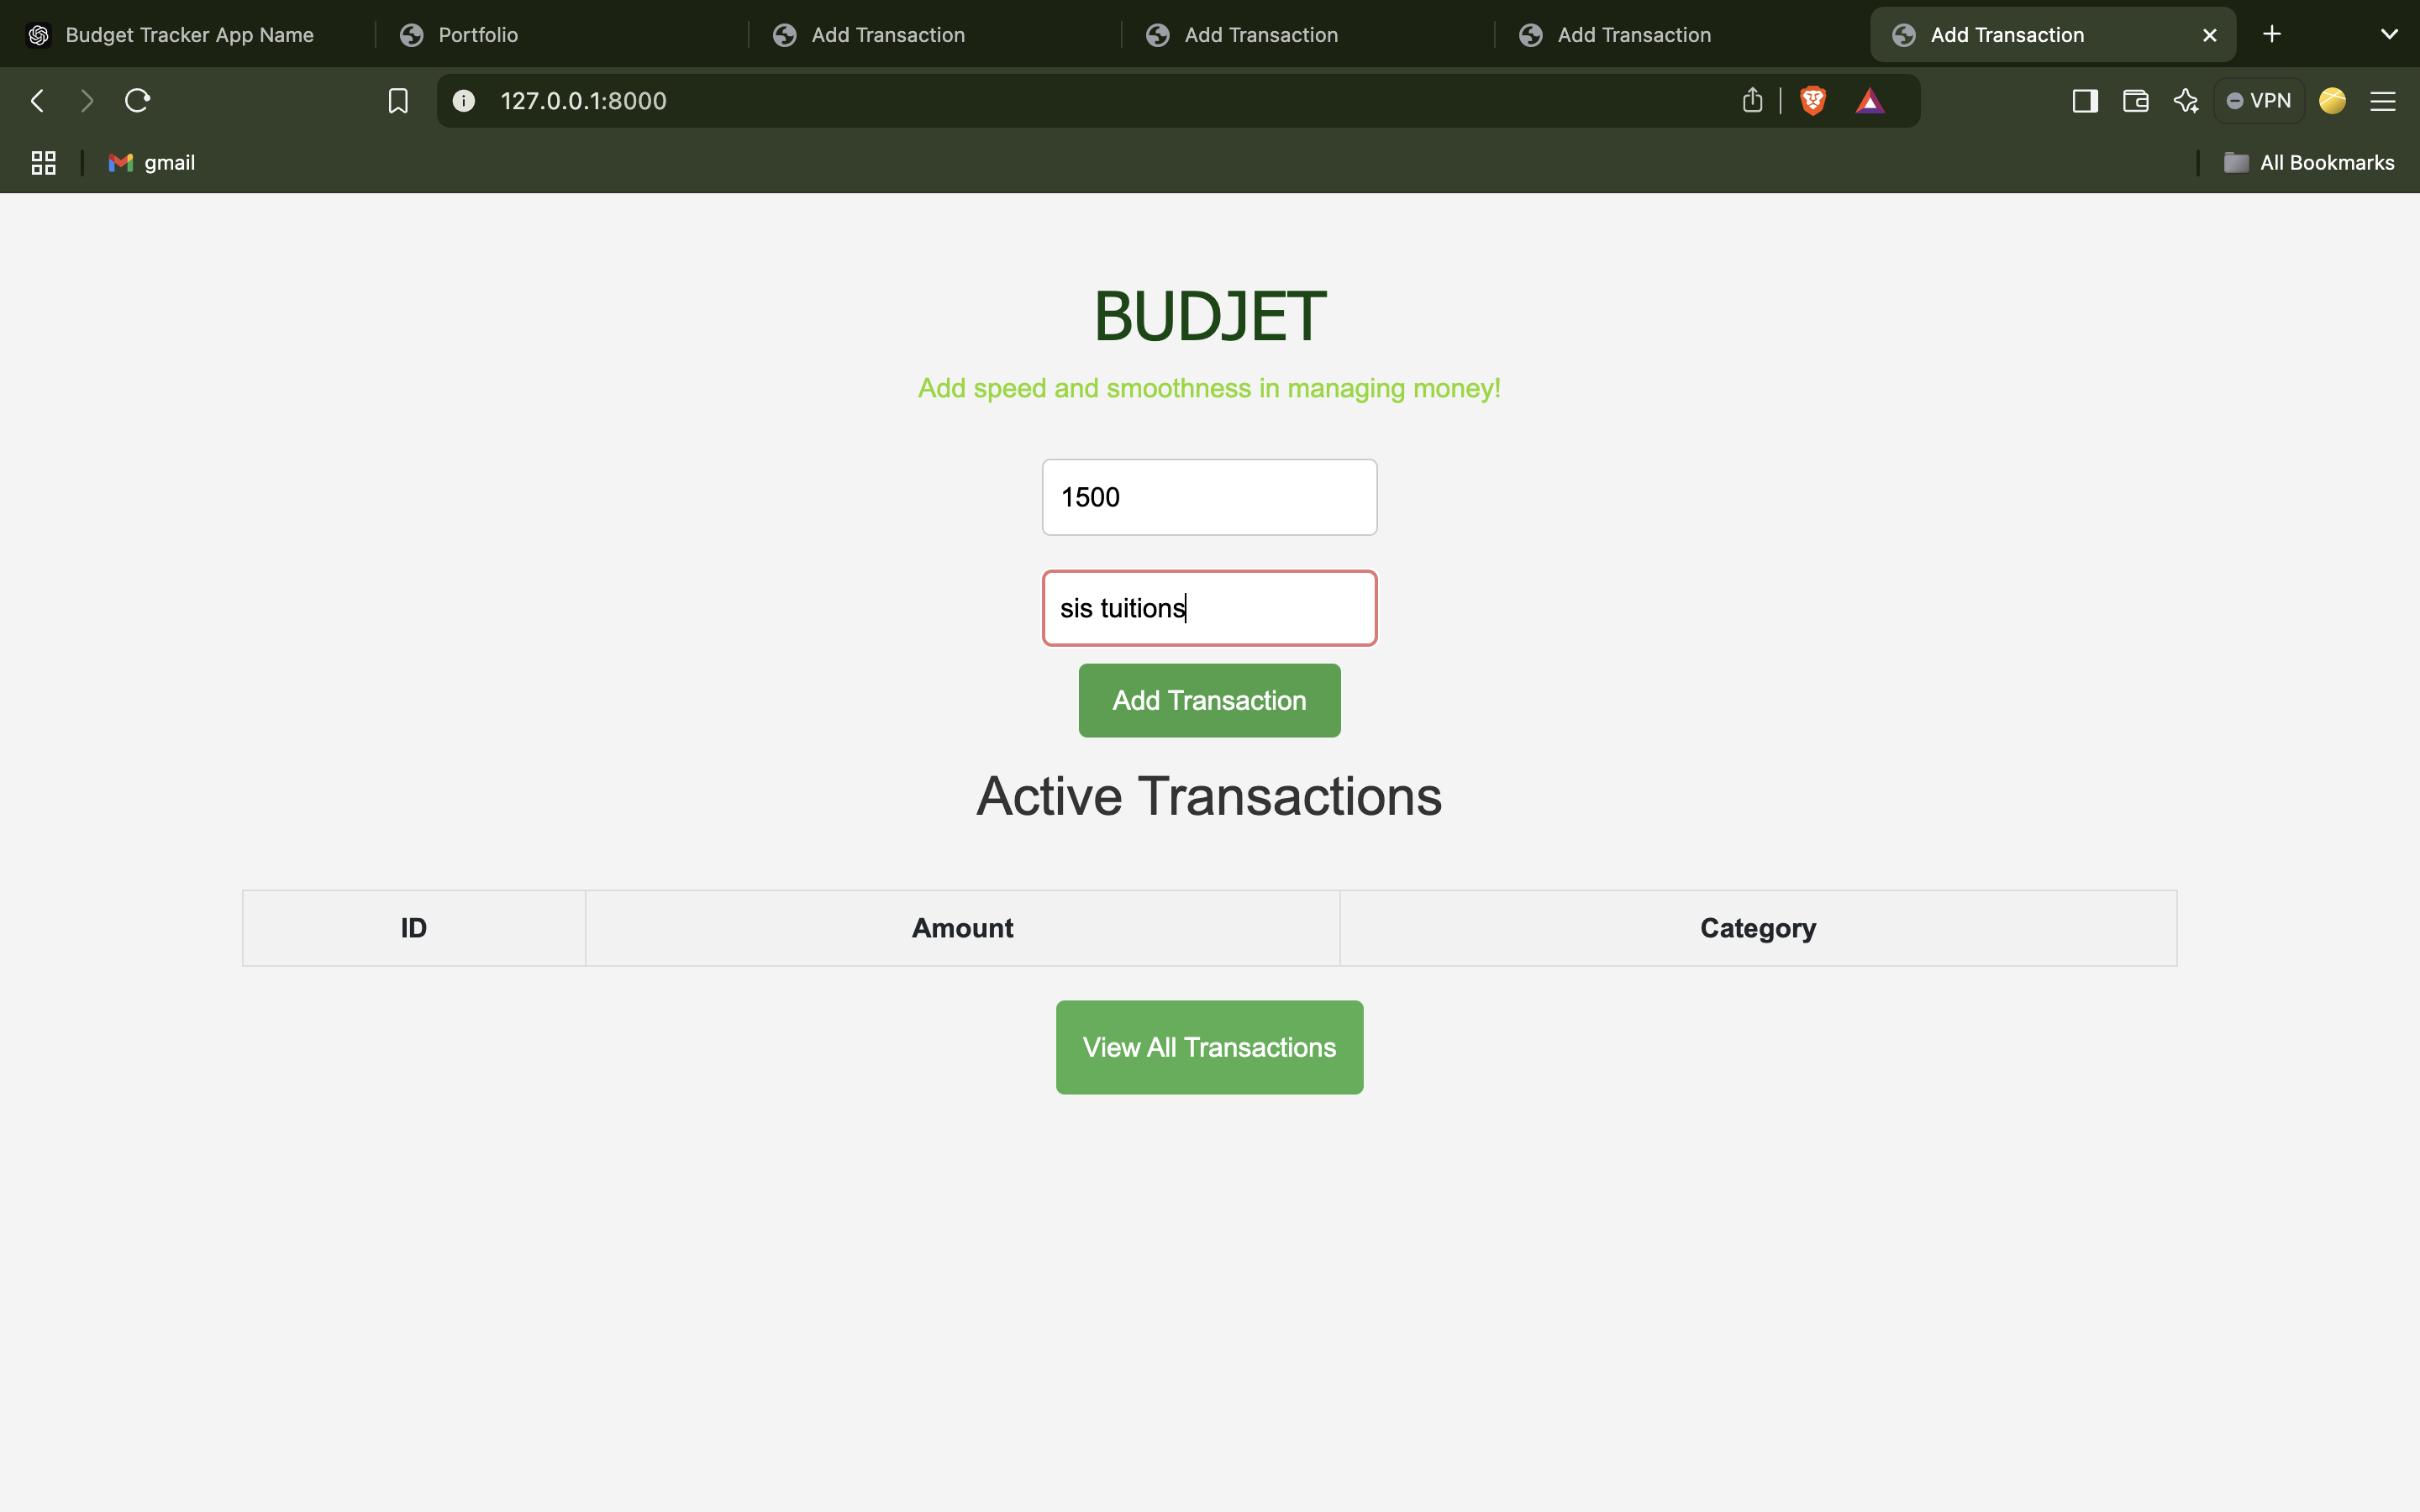 Budget Tracker App Name
Portfolio
Add Transaction
Add Transaction
Add Transaction
Add Transaction
127.0.0.1:8000
VPN
gmail
All Bookmarks
BUDJET
Add speed and smoothness in managing money!
1500
sis tuitions
Add Transaction
Active Transactions
ID Amount Category
View All Transactions